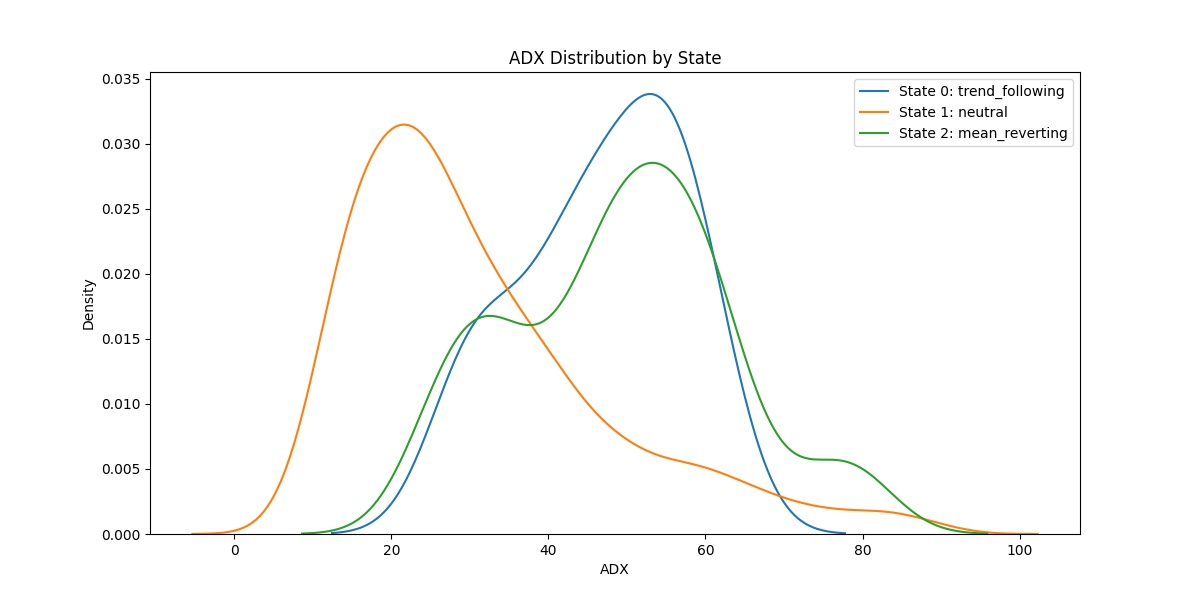 ADX Distribution by State
0.035
0.030
0.025
0.020
0.015
0.010
0.005
0.000
Density
State 0: trend_following
State 1: neutral
State 2: mean_reverting
0 20 40 60 80 100
ADX